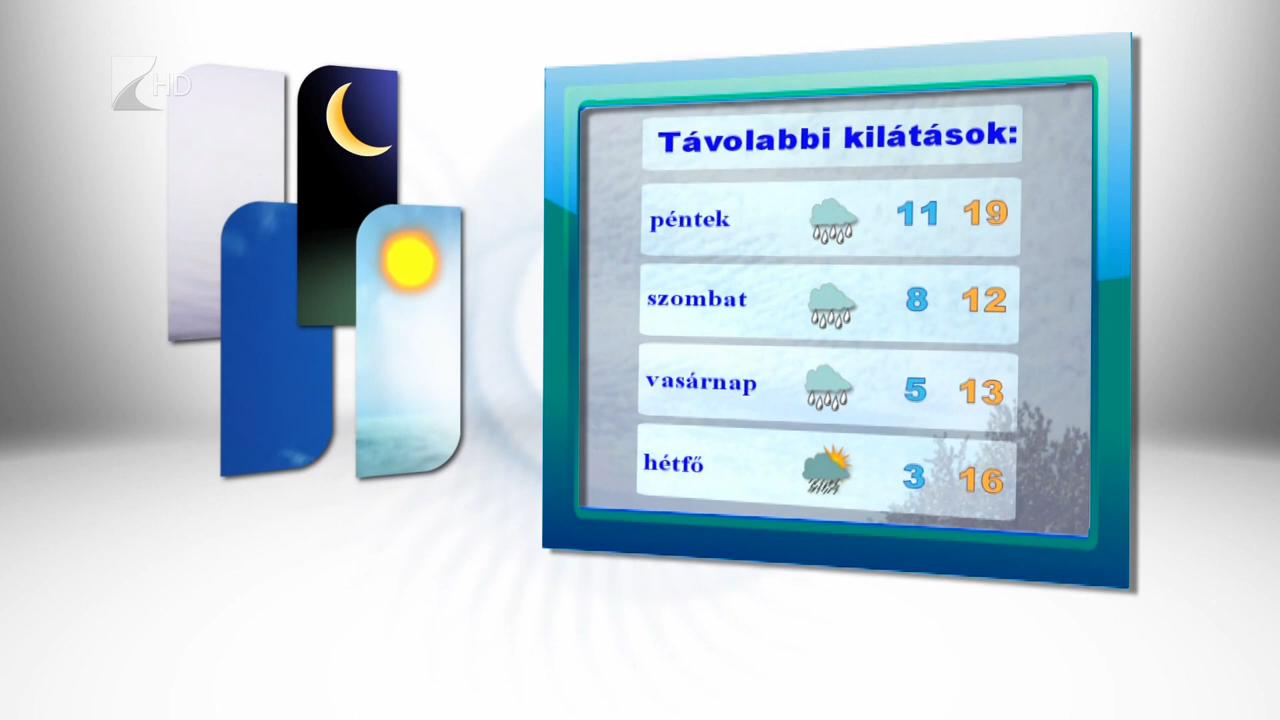 HD
Távolabbi kilátások:
péntek 11 19
szombat 8 12
vasárnap 5 13
hétfő 3 16